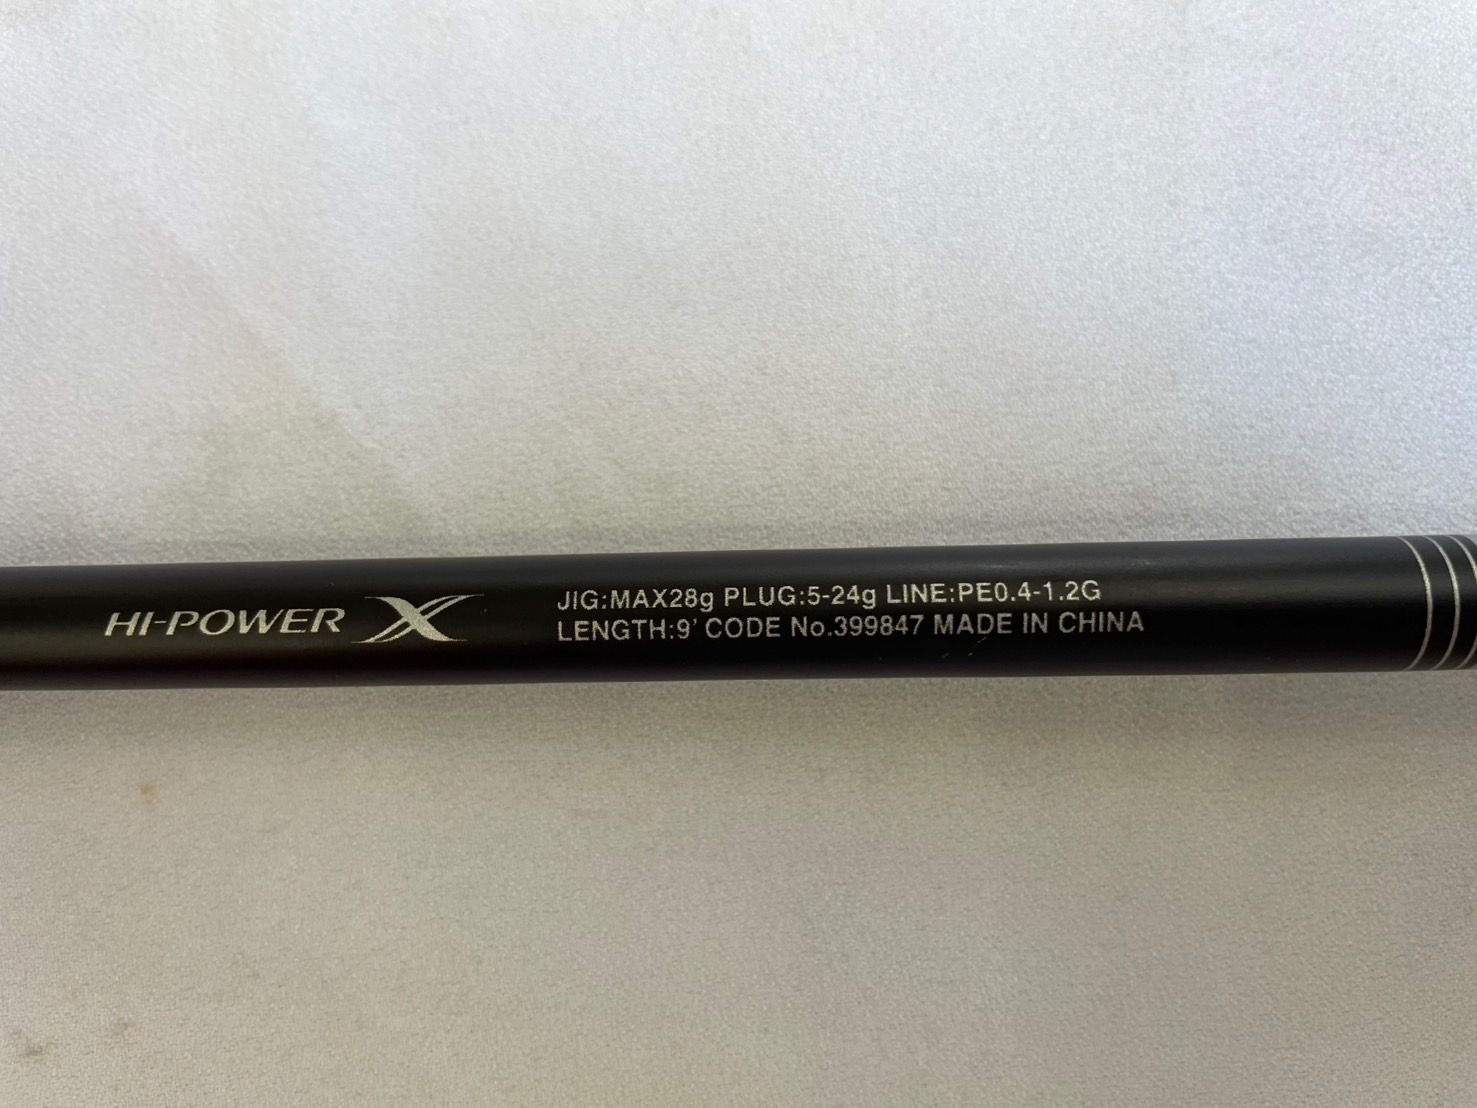 HI-POWER X
JIG:MAX28g PLUG:5-24g LINE:PE0.4-1.2G
LENGTH:9' CODE No.399847 MADE IN CHINA